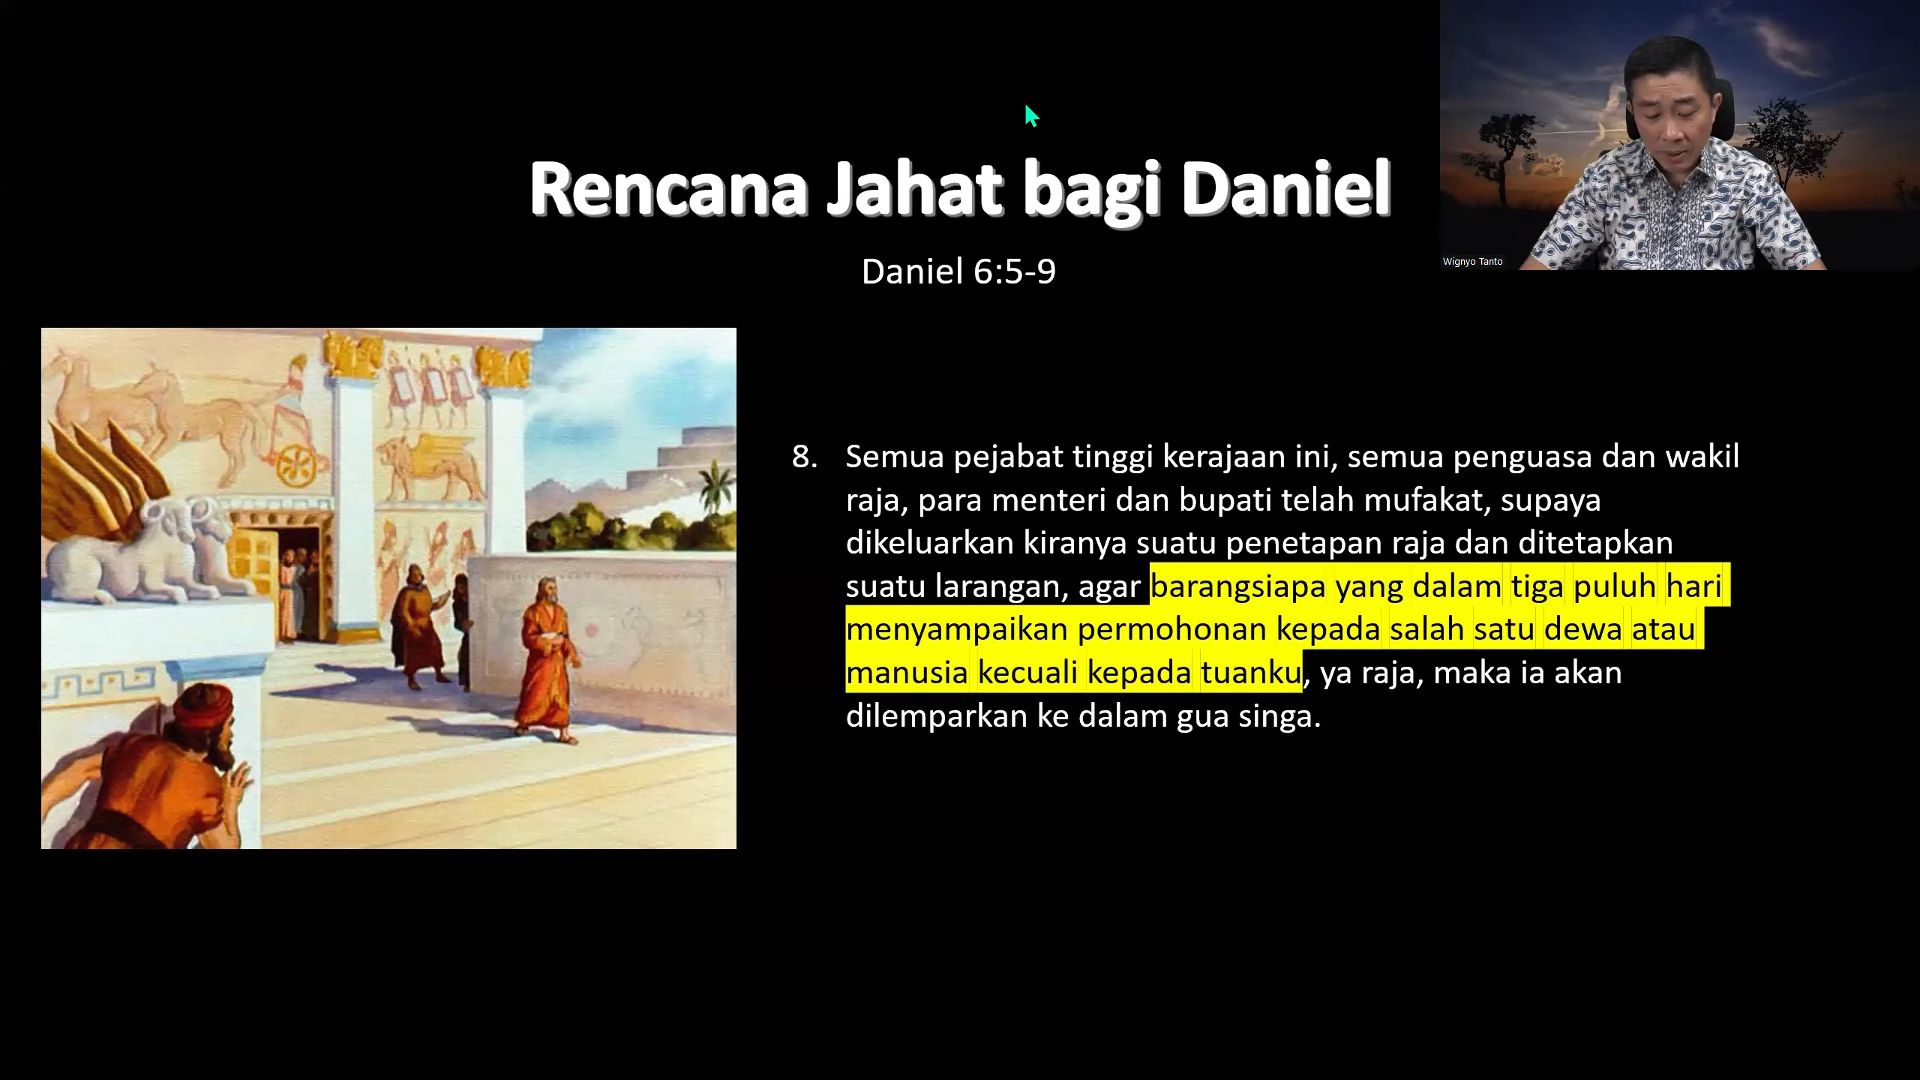 Rencana Jahat bagi Daniel
Daniel 6:5-9
Wignyo Tanto
8. Semua pejabat tinggi kerajaan ini, semua penguasa dan wakil
raja, para menteri dan bupati telah mufakat, supaya
dikeluarkan kiranya suatu penetapan raja dan ditetapkan
suatu larangan, agar barangsiapa yang dalam tiga puluh hari
menyampaikan permohonan kepada salah satu dewa atau
manusia kecuali kepada tuanku, ya raja, maka ia akan
dilemparkan ke dalam gua singa.